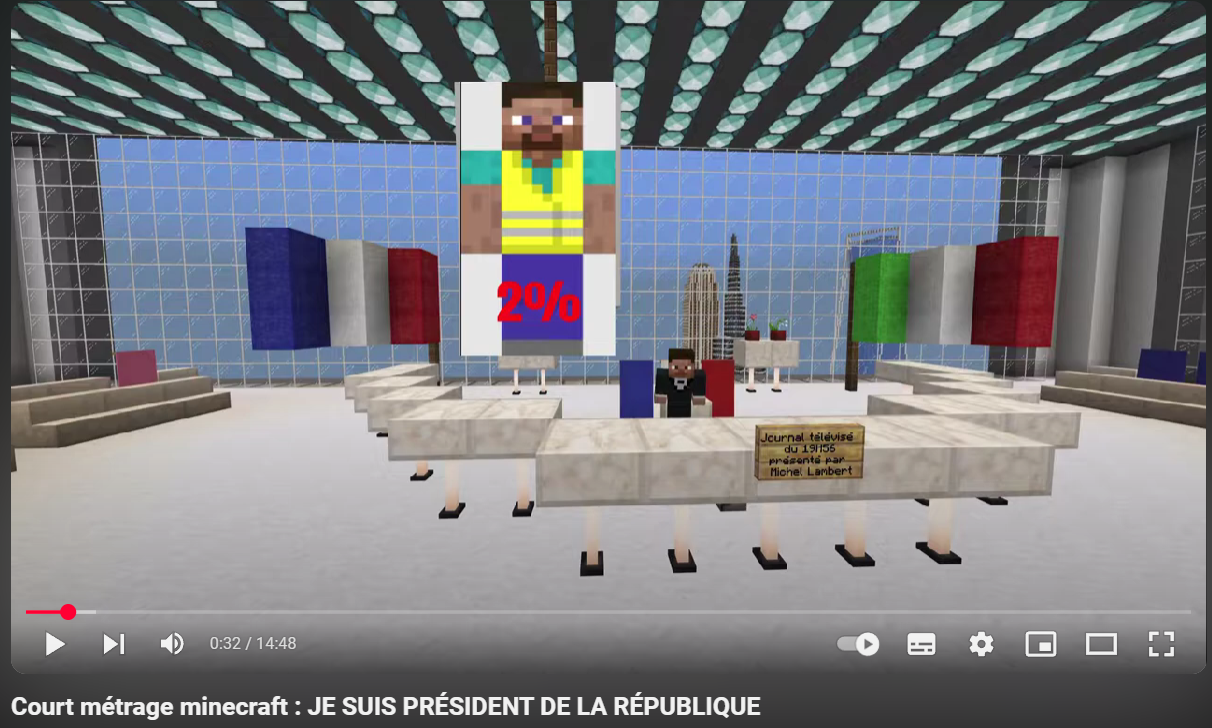 2%
Journal télévisé
du 19H56
présenté par
Michel Lambert
0:32 / 14:48
Court métrage minecraft : JE SUIS PRÉSIDENT DE LA RÉPUBLIQUE